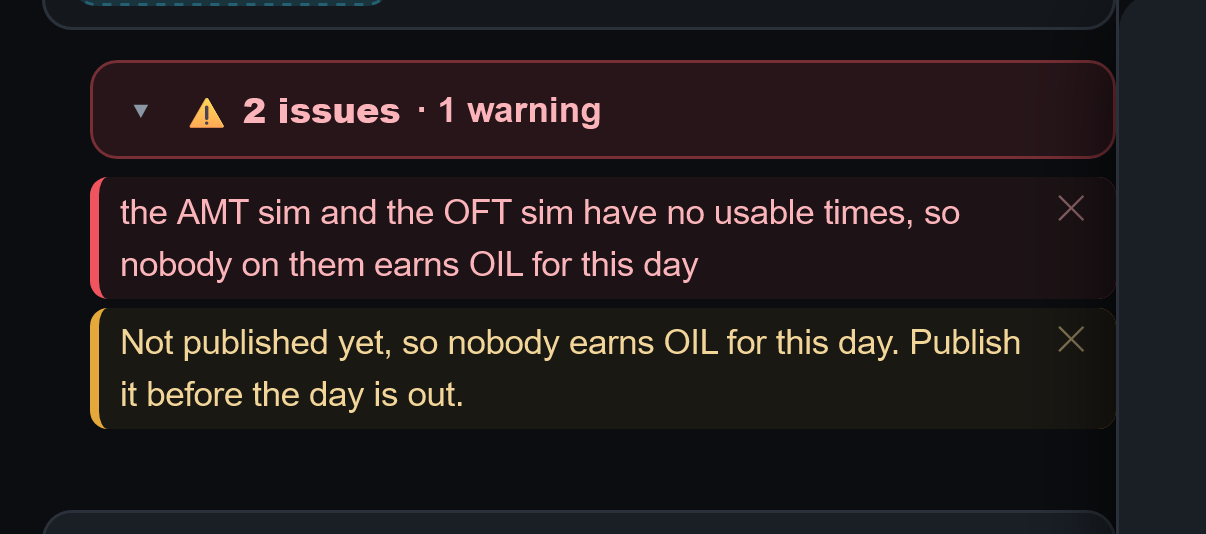 ▼ ⚠️ 2 issues · 1 warning
the AMT sim and the OFT sim have no usable times, so
nobody on them earns OIL for this day
Not published yet, so nobody earns OIL for this day. Publish
it before the day is out.